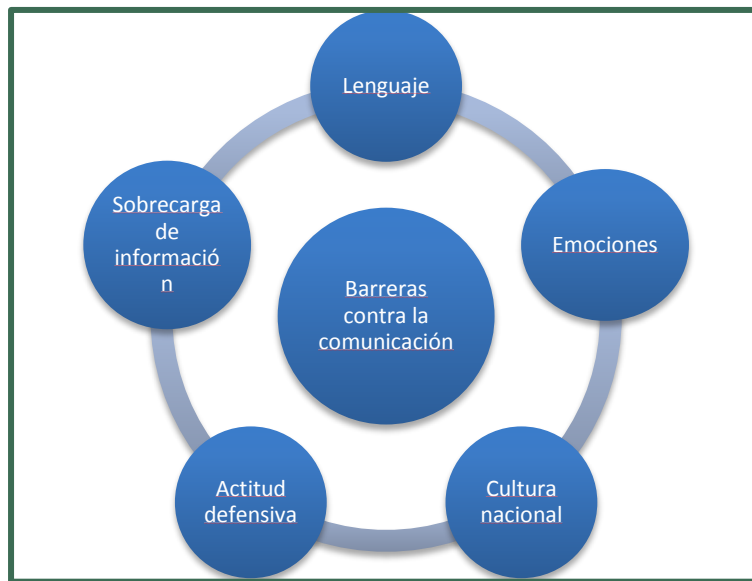 Lenguaje
Emociones
Cultura
nacional
Actitud
defensiva
Sobrecarga
de
informació
n
Barreras
contra la
comunicación